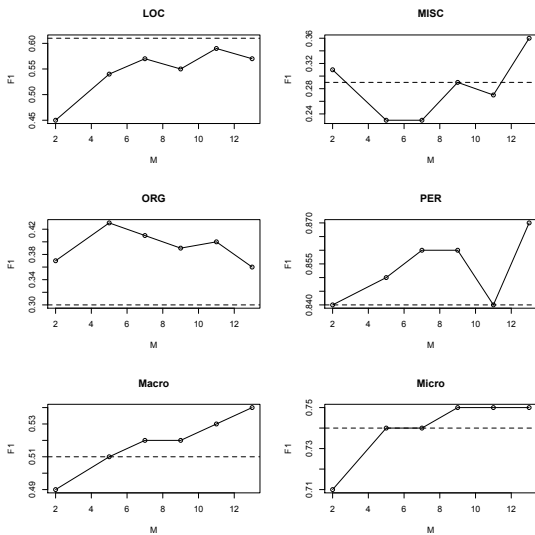 LOC
F1
0.45 0.50 0.55 0.60
2 4 6 8 10 12
M
MISC
F1
0.24 0.28 0.32 0.36
2 4 6 8 10 12
M
ORG
F1
0.30 0.34 0.38 0.42
2 4 6 8 10 12
M
PER
F1
0.840 0.855 0.870
2 4 6 8 10 12
M
Macro
F1
0.49 0.51 0.53
2 4 6 8 10 12
M
Micro
F1
0.71 0.73 0.75
2 4 6 8 10 12
M